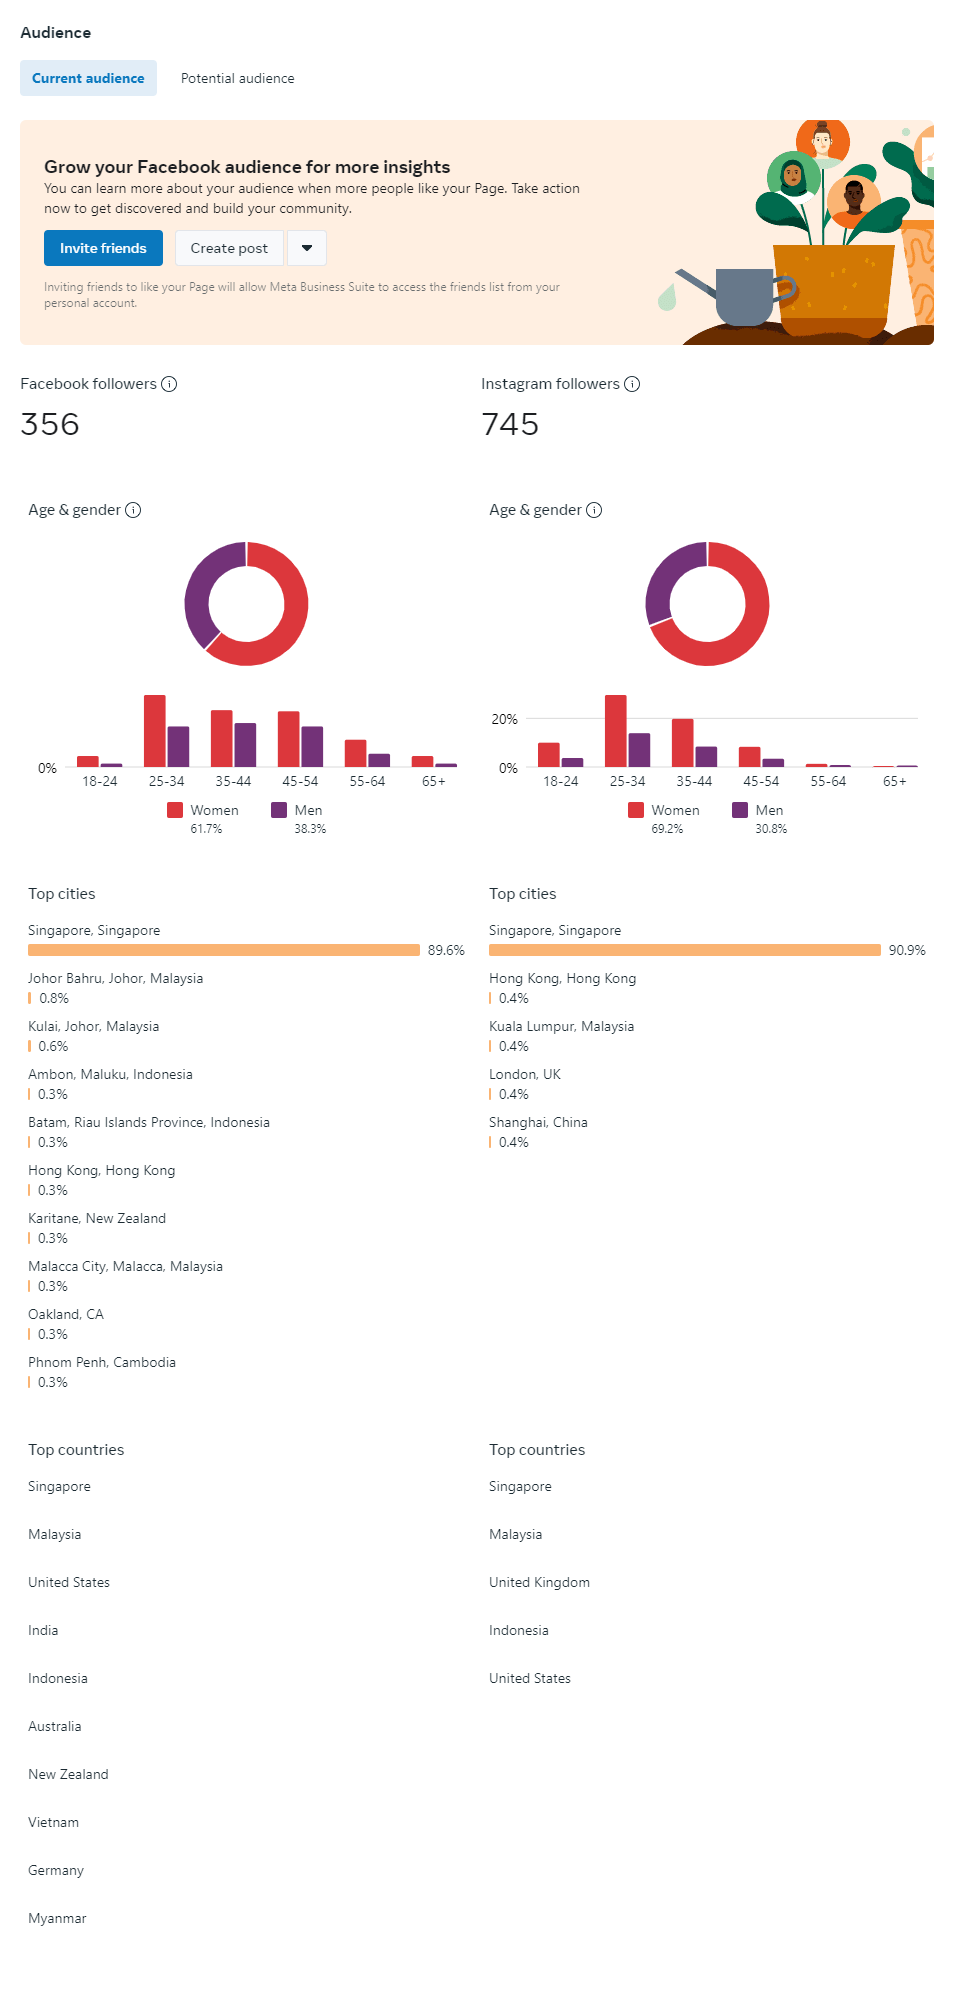 Audience
Current audience
Potential audience
Grow your Facebook audience for more insights
You can learn more about your audience when more people like your Page. Take action
now to get discovered and build your community.
Invite friends
Create post
Inviting friends to like your Page will allow Meta Business Suite to access the friends list from your
personal account.
Facebook followers
356
Age & gender
0%
18-24 25-34 35-44 45-54 55-64 65+
Women Men
61.7% 38.3%
Top cities
Singapore, Singapore
89.6%
Johor Bahru, Johor, Malaysia
0.8%
Kulai, Johor, Malaysia
0.6%
Ambon, Maluku, Indonesia
0.3%
Batam, Riau Islands Province, Indonesia
0.3%
Hong Kong, Hong Kong
0.3%
Karitane, New Zealand
0.3%
Malacca City, Malacca, Malaysia
0.3%
Oakland, CA
0.3%
Phnom Penh, Cambodia
0.3%
Top countries
Singapore
Malaysia
United States
India
Indonesia
Australia
New Zealand
Vietnam
Germany
Myanmar
Instagram followers
745
Age & gender
20%
0%
18-24 25-34 35-44 45-54 55-64 65+
Women Men
69.2% 30.8%
Top cities
Singapore, Singapore
90.9%
Hong Kong, Hong Kong
0.4%
Kuala Lumpur, Malaysia
0.4%
London, UK
0.4%
Shanghai, China
0.4%
Top countries
Singapore
Malaysia
United Kingdom
Indonesia
United States